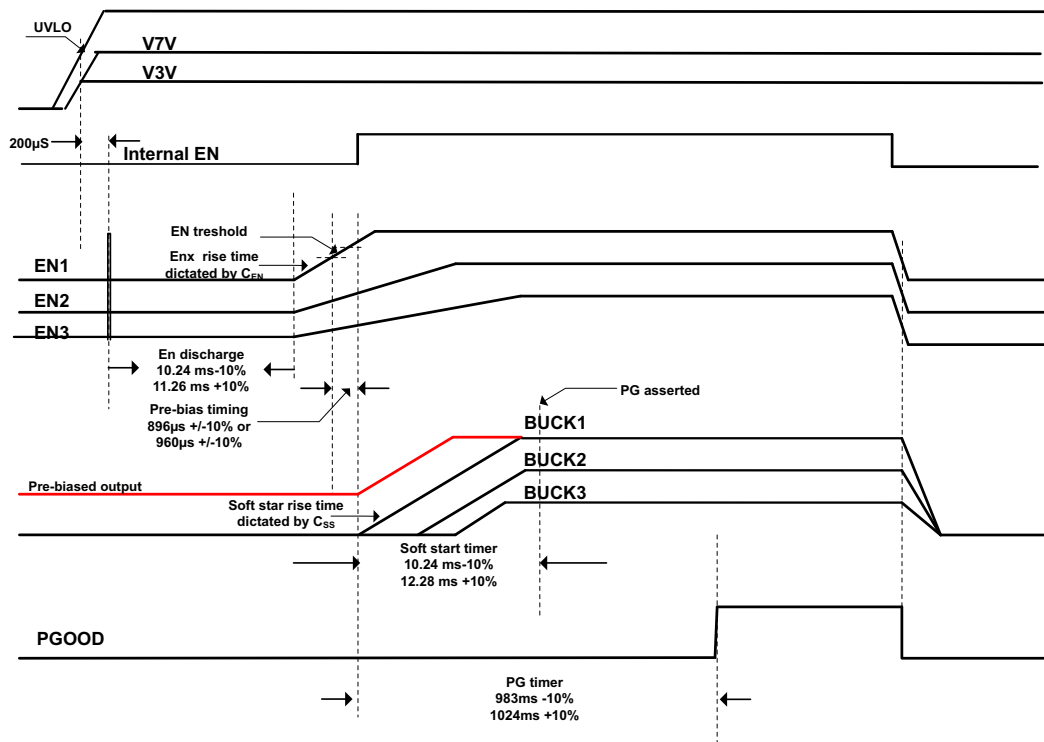 UVLO
V7V
V3V
200µS
Internal EN
EN treshold
Enx rise time
dictated by CEN
EN1
EN2
EN3
En discharge
10.24 ms-10%
11.26 ms +10%
Pre-bias timing
896µs +/-10% or
960µs +/-10%
PG asserted
BUCK1
BUCK2
BUCK3
Pre-biased output
Soft star rise time
dictated by CSS
Soft start timer
10.24 ms-10%
12.28 ms +10%
PGOOD
PG timer
983ms -10%
1024ms +10%